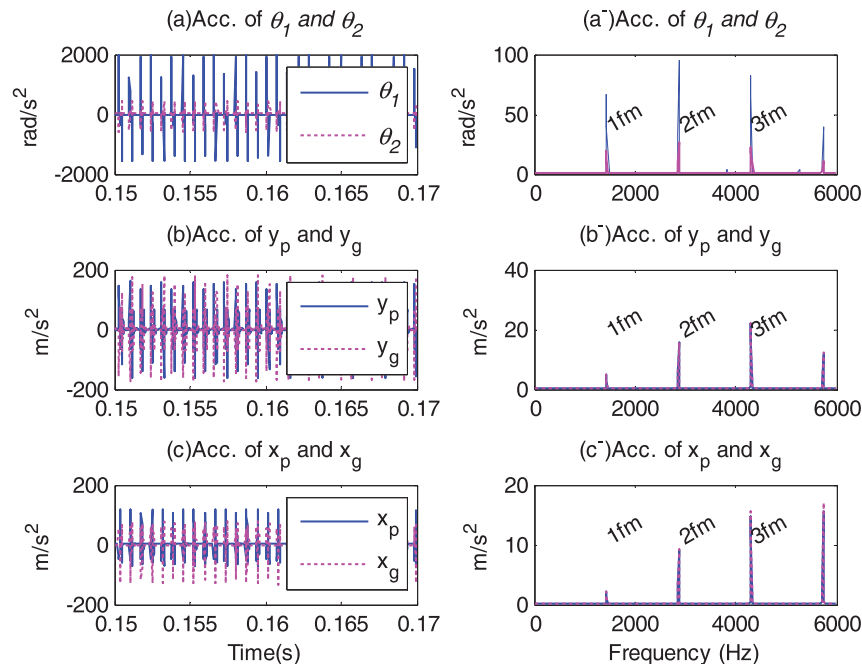 (a)Acc. of θ1 and θ2
2000
0
-2000
rad/s2
θ1
θ2
0.15 0.155 0.16 0.165 0.17
(a-)Acc. of θ1 and θ2
100
50
0
rad/s2
1fm 2fm 3fm
0 2000 4000 6000
(b)Acc. of yp and yg
200
0
-200
m/s2
yp
yg
0.15 0.155 0.16 0.165 0.17
(b-)Acc. of yp and yg
40
20
0
m/s2
1fm 2fm 3fm
0 2000 4000 6000
(c)Acc. of xp and xg
200
0
-200
m/s2
xp
xg
0.15 0.155 0.16 0.165 0.17
Time(s)
(c-)Acc. of xp and xg
20
10
0
m/s2
1fm 2fm 3fm
0 2000 4000 6000
Frequency (Hz)